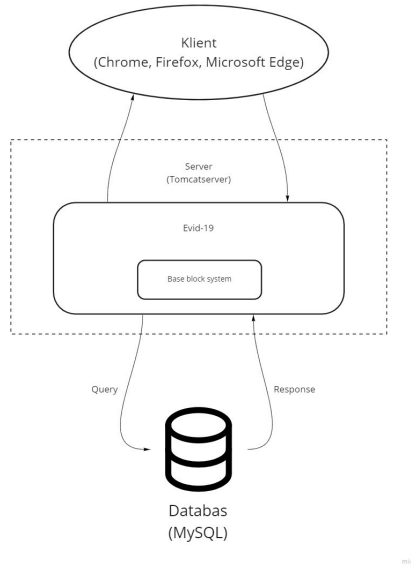 Klient
(Chrome, Firefox, Microsoft Edge)
Server
(Tomcatserver)
Evid-19
Base block system
Query
Response
Databas
(MySQL)